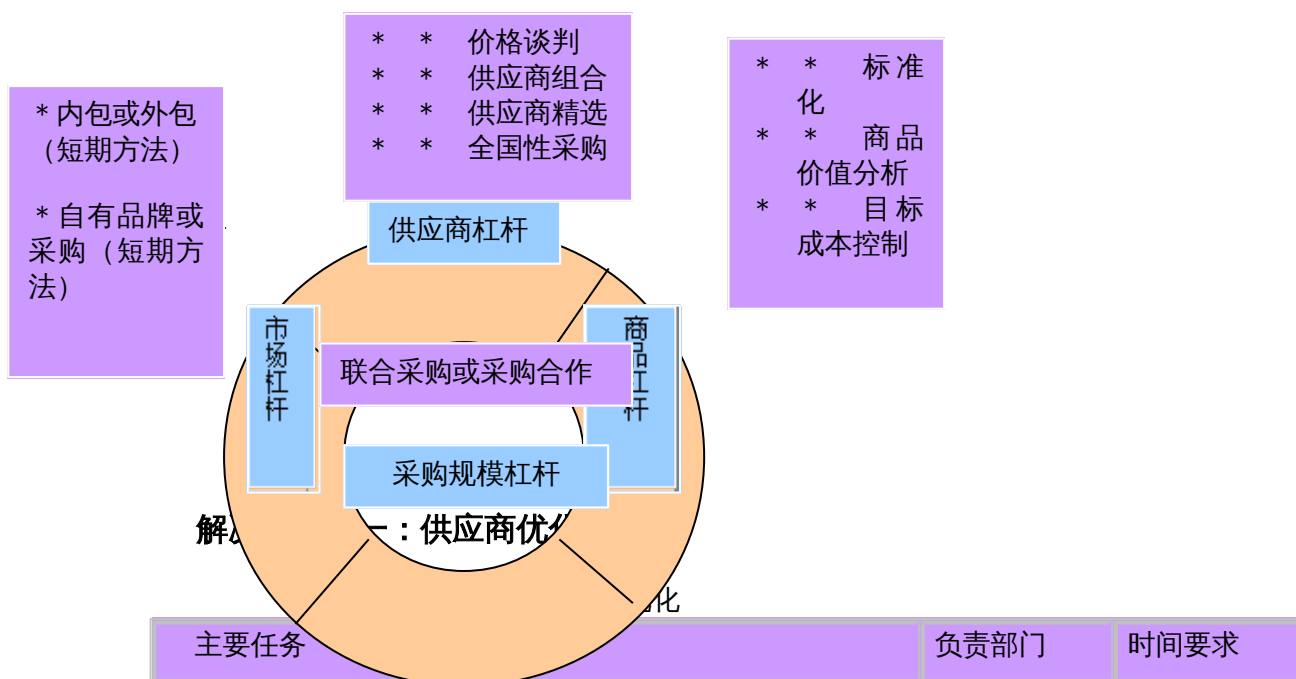 * * 价格谈判
* * 供应商组合
* * 供应商精选
* * 全国性采购
* * 标准
化
* * 商品
价值分析
* * 目标
成本控制
* 内包或外包
（短期方法）
* 自有品牌或
采购（短期方
法）
供应商杠杆
市场杠杆
商品杠杆
联合采购或采购合作
采购规模杠杆
解
：供应商优
化
主要任务
负责部门
时间要求